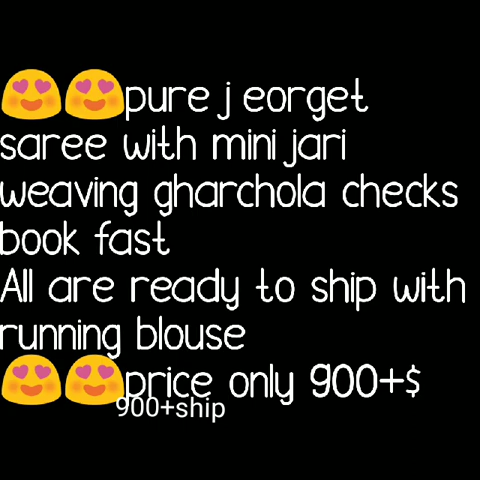 😍😍pure j eorget
saree with mini jari
weaving gharchola checks
book fast
All are ready to ship with
running blouse
😍😍price only 900+$
900+ship